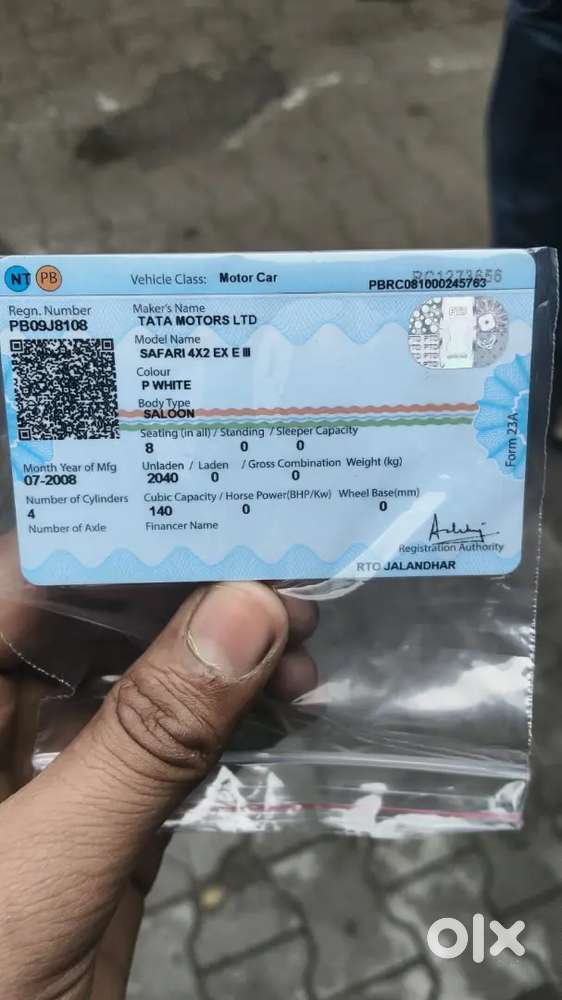 NT PB Vehicle Class: Motor Car
RC1273656
PBRC081000245763
Regn. Number Maker's Name
PB09J8108 TATA MOTORS LTD
Model Name
SAFARI 4X2 EX E III
Colour
P WHITE
Body Type
SALOON
Seating (in all) / Standing / Sleeper Capacity
8 0 0
Month Year of Mfg Unladen / Laden / Gross Combination Weight (kg)
07-2008 2040 0 0
Number of Cylinders Cubic Capacity / Horse Power(BHP/Kw) Wheel Base(mm)
4 140 0 0
Number of Axle Financer Name
Form 23A
Registration Authority
RTO JALANDHAR
olx